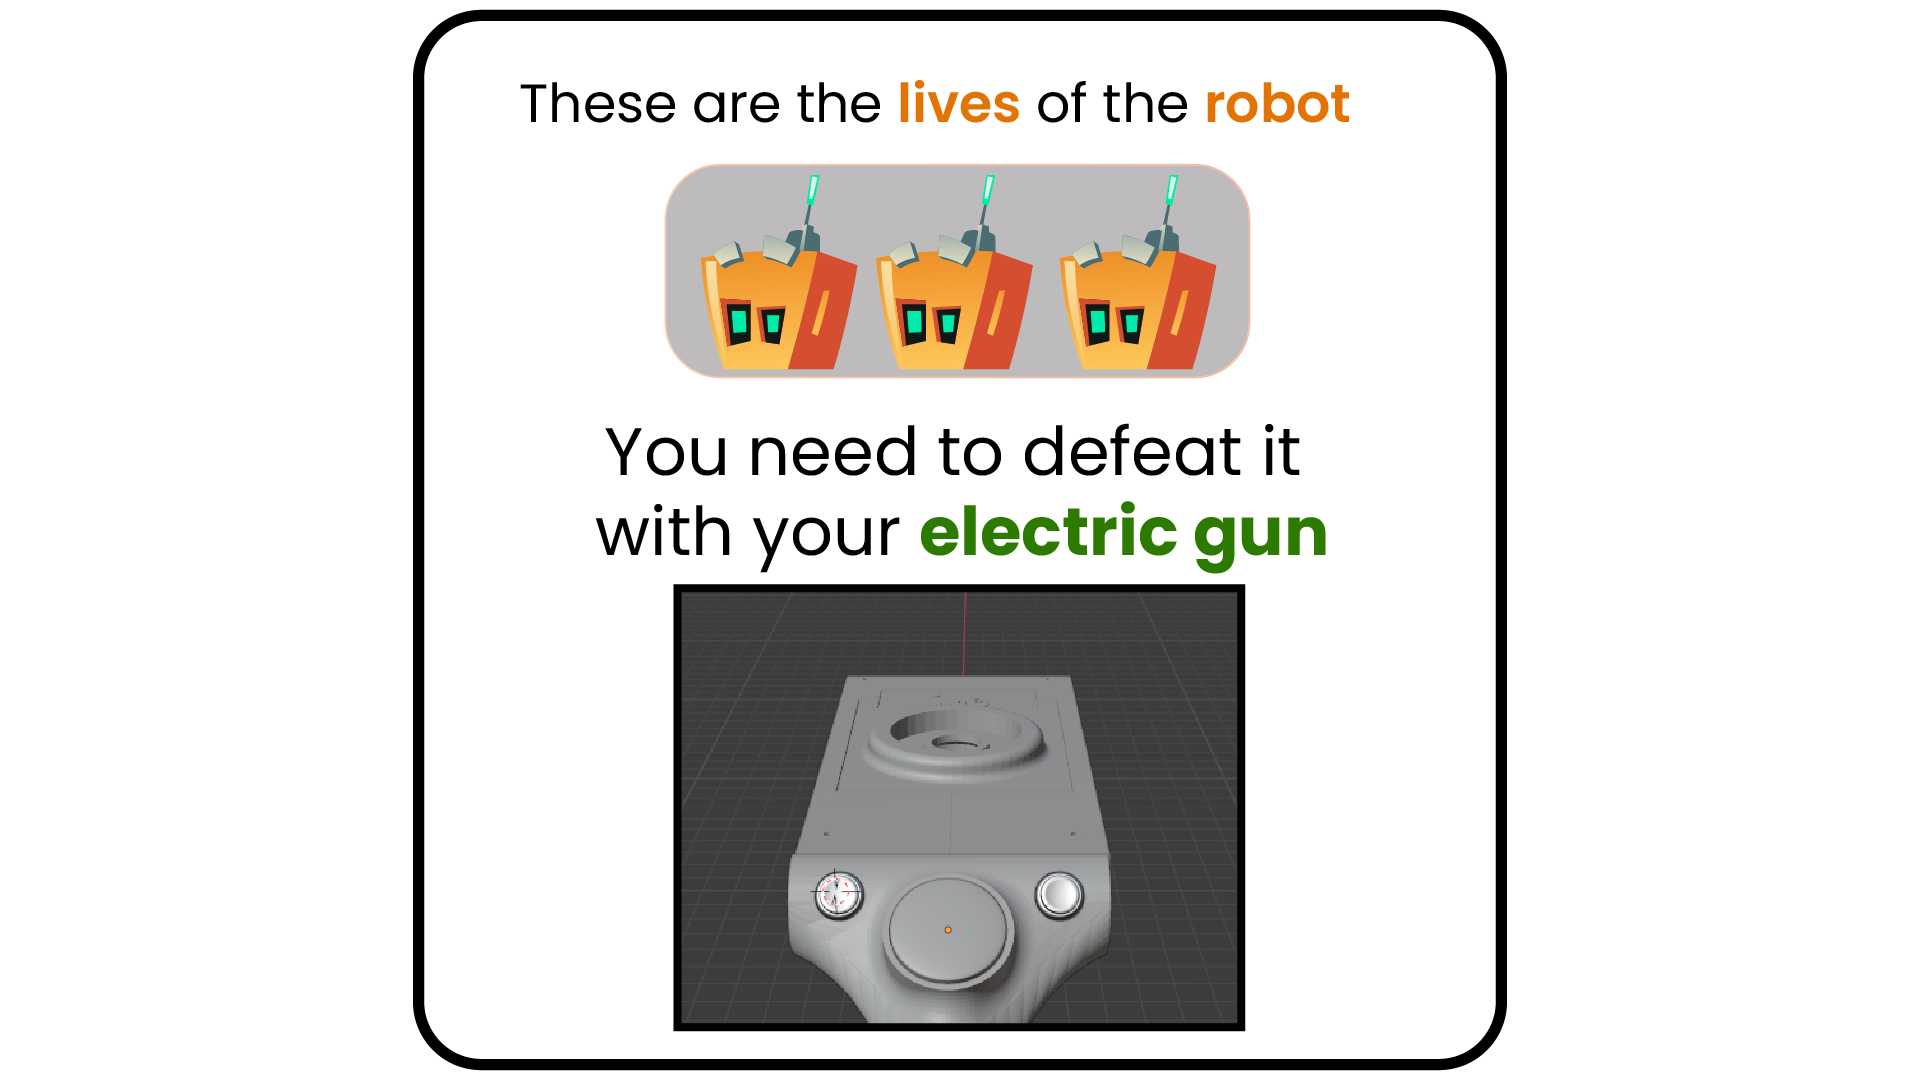 These are the lives of the robot
You need to defeat it
with your electric gun